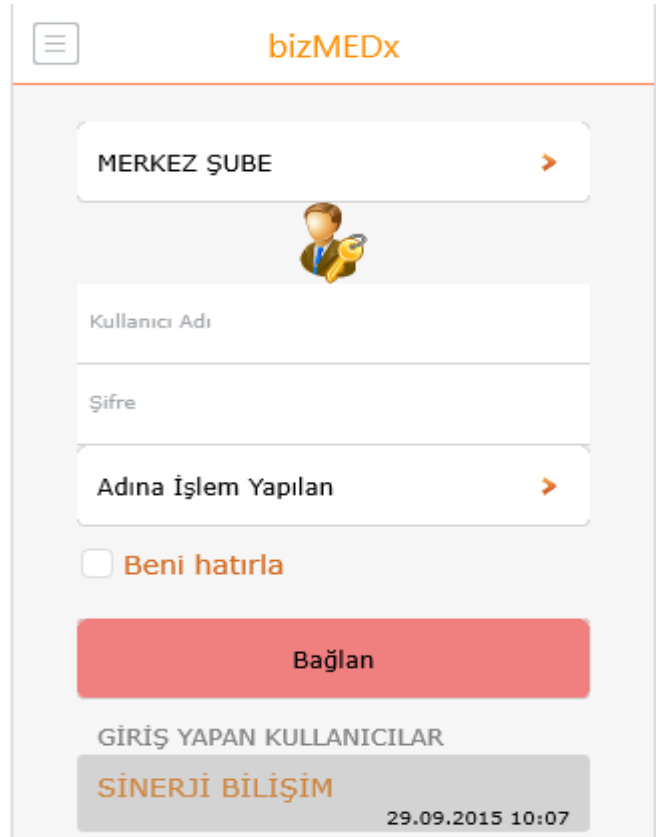 bizMEDx
MERKEZ ŞUBE
Kullanıcı Adı
Şifre
Adına İşlem Yapılan
Beni hatırla
Bağlan
GİRİŞ YAPAN KULLANICILAR
SİNERJİ BİLİŞİM
29.09.2015 10:07